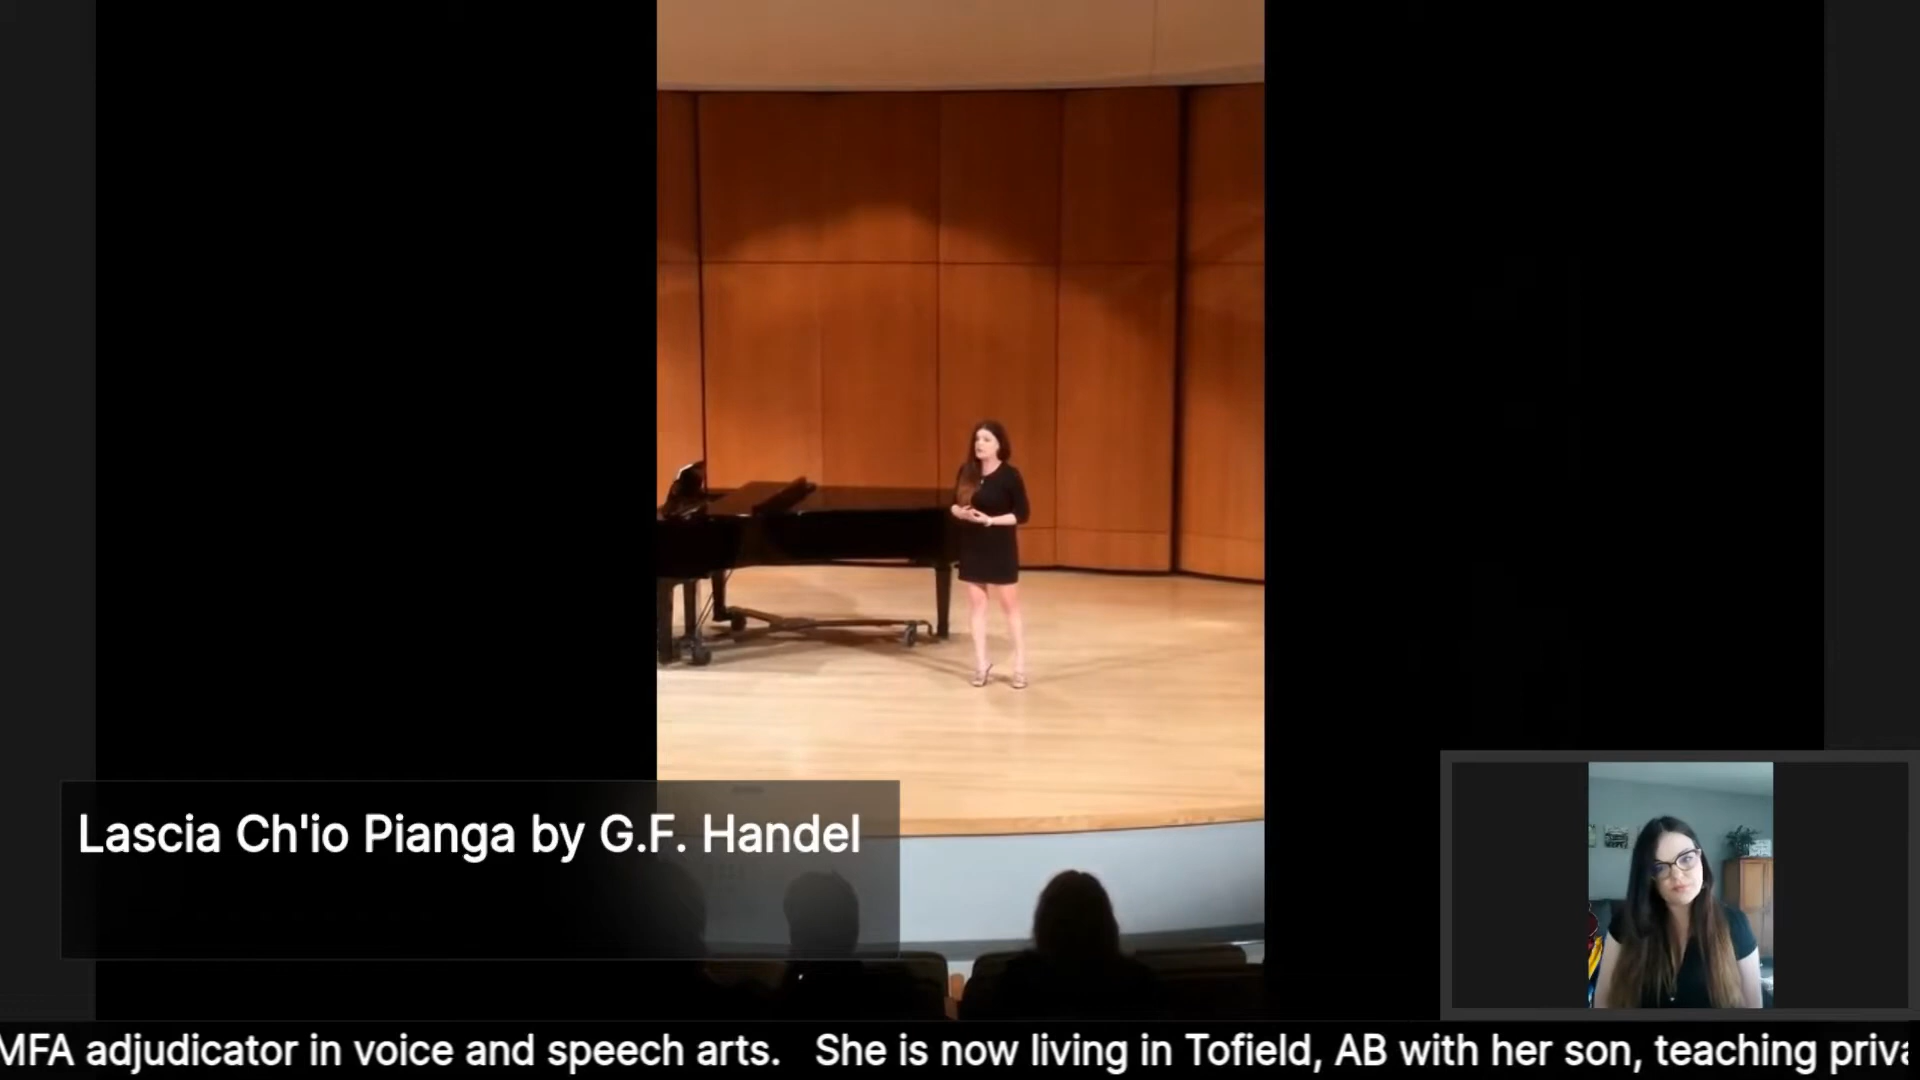 Lascia Ch'io Pianga by G.F. Handel
MFA adjudicator in voice and speech arts. She is now living in Tofield, AB with her son, teaching